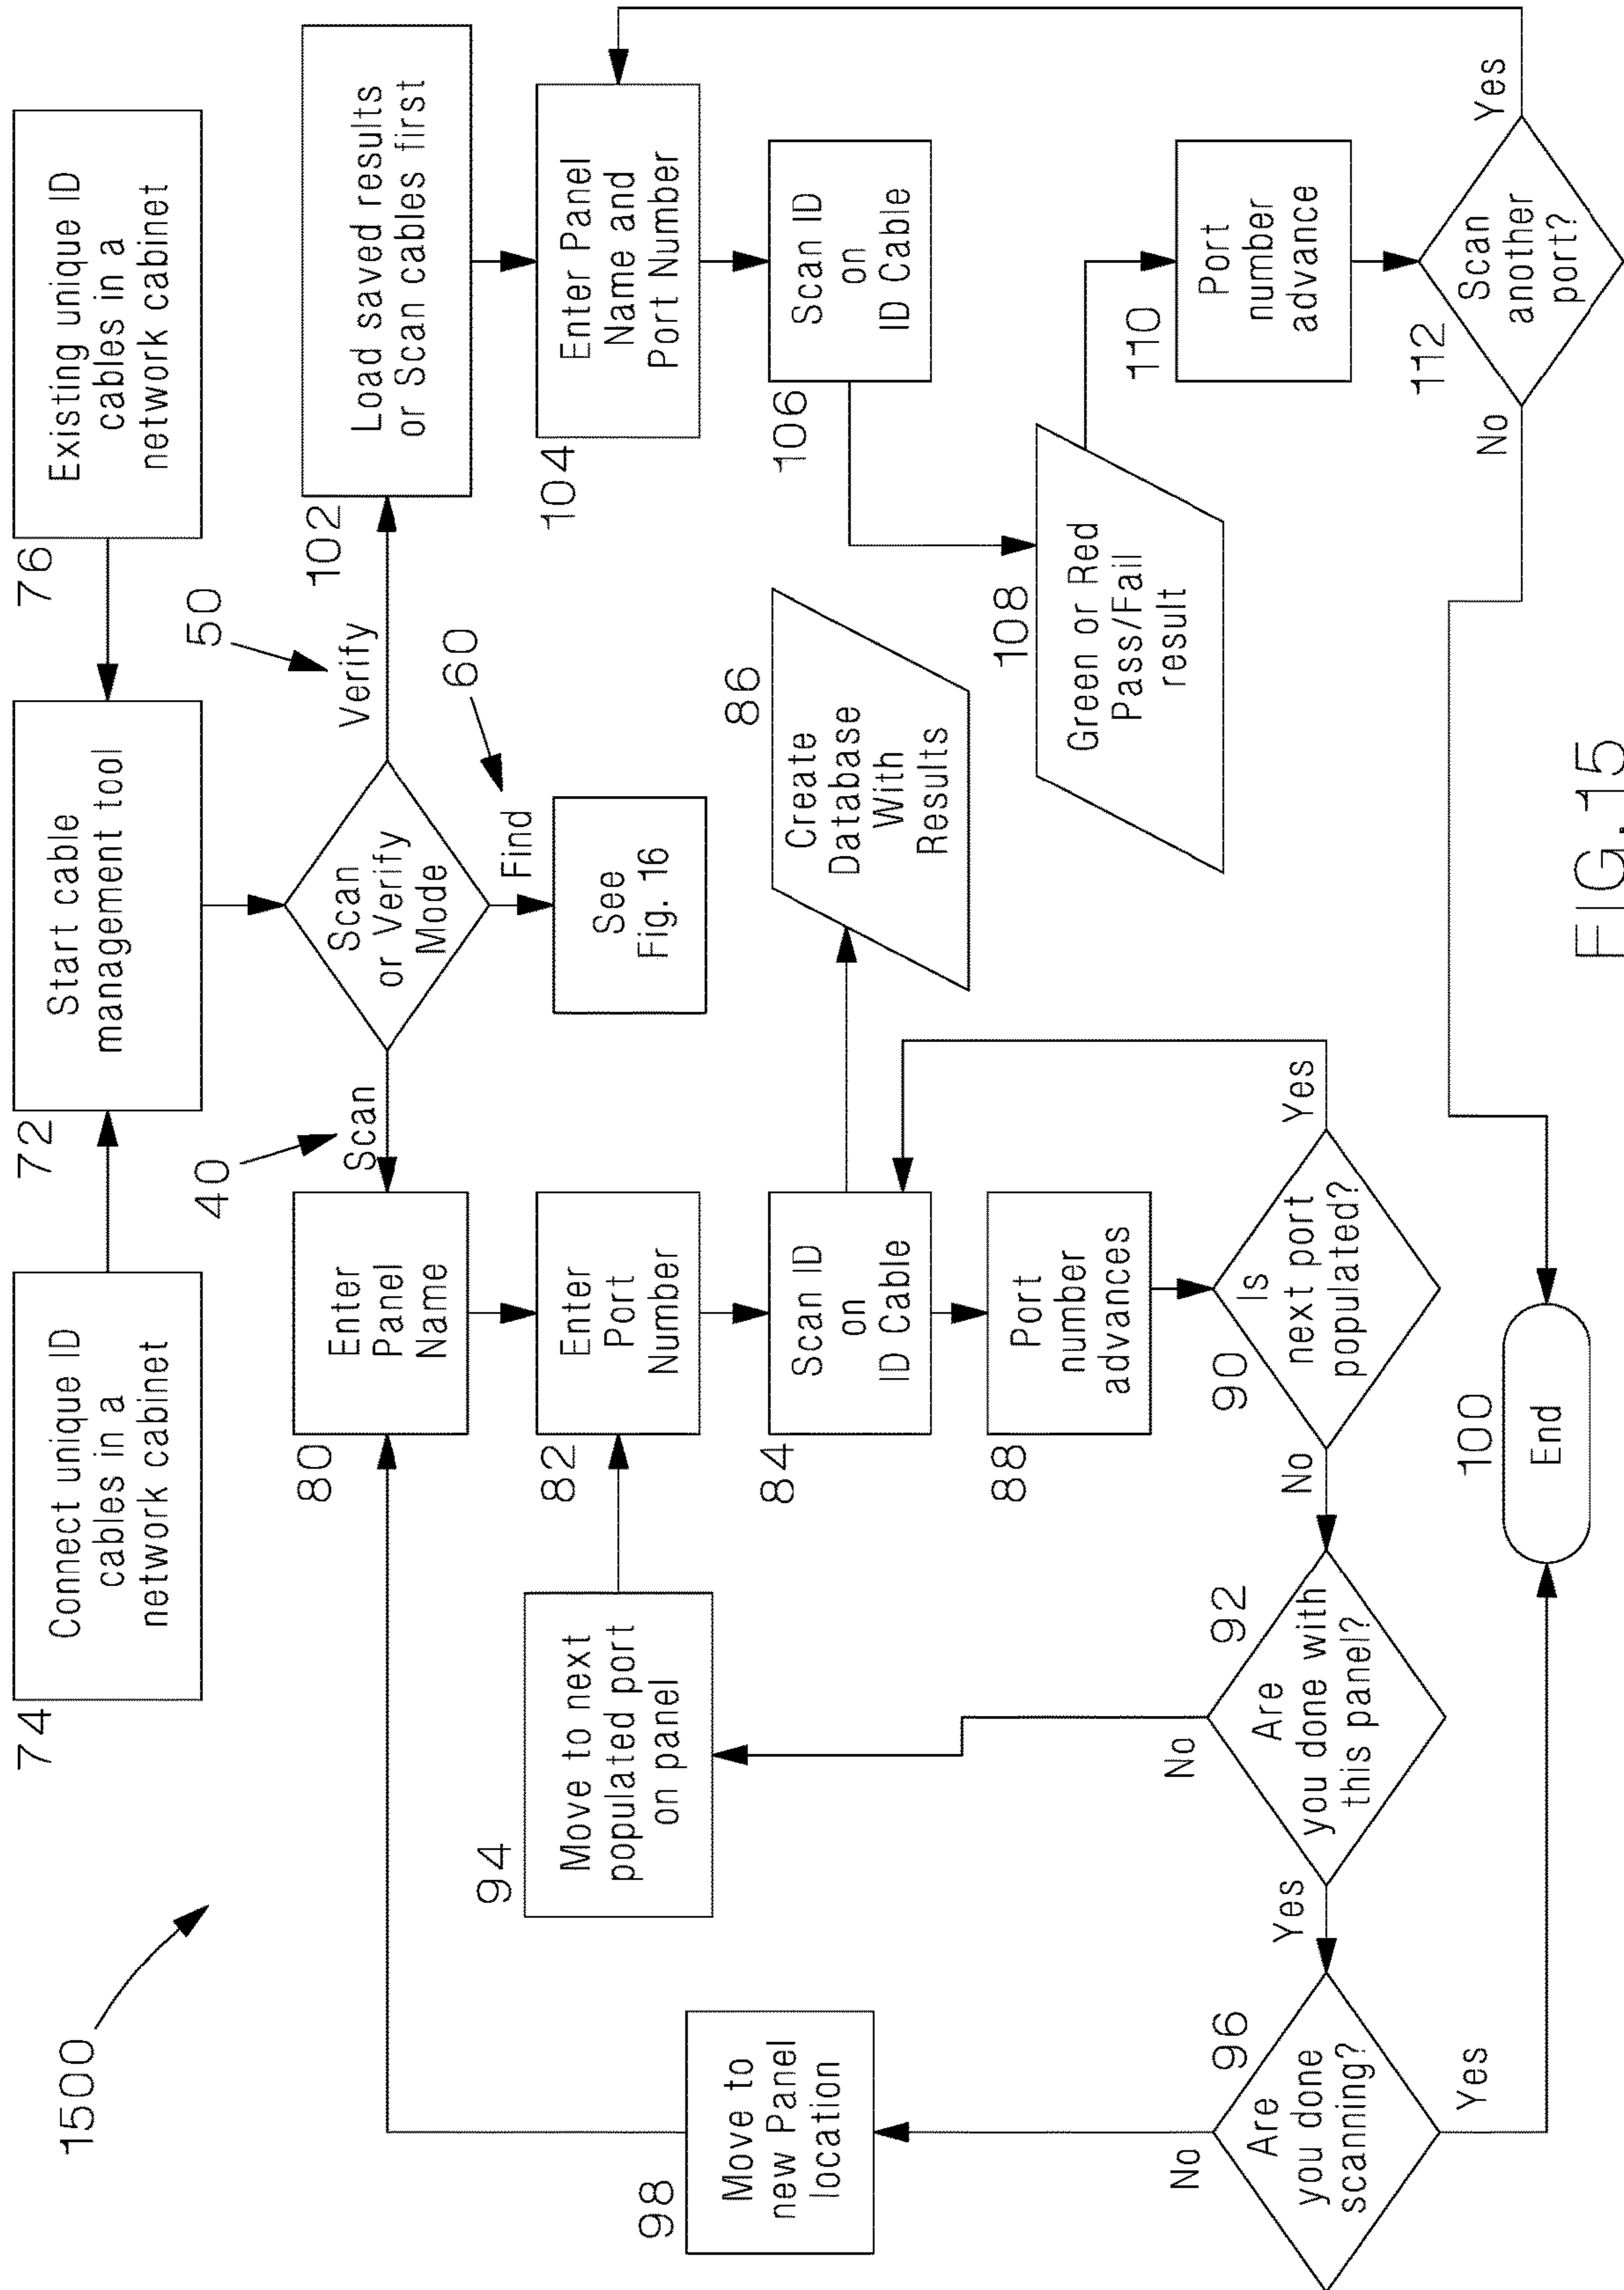 1500
74
Connect unique ID
cables in a
network cabinet
72
Start cable
management tool
76
Existing unique ID
cables in a
network cabinet
40
Scan
Scan
or Verify
Mode
50
Verify
60
Find
See
Fig. 16
80
Enter
Panel
Name
82
Enter
Port
Number
84
Scan ID
on
ID Cable
86
Create
Database
With
Results
88
Port
number
advances
90
Is
next port
populated?
Yes
No
92
Are
you done with
this panel?
No
Yes
94
Move to next
populated port
on panel
96
Are
you done
scanning?
No
Yes
98
Move to
new Panel
location
100
End
102
Load saved results
or Scan cables first
104
Enter Panel
Name and
Port Number
106
Scan ID
on
ID Cable
108
Green or Red
Pass/Fail
result
110
Port
number
advance
112
Scan
another
port?
Yes
No
FIG. 15